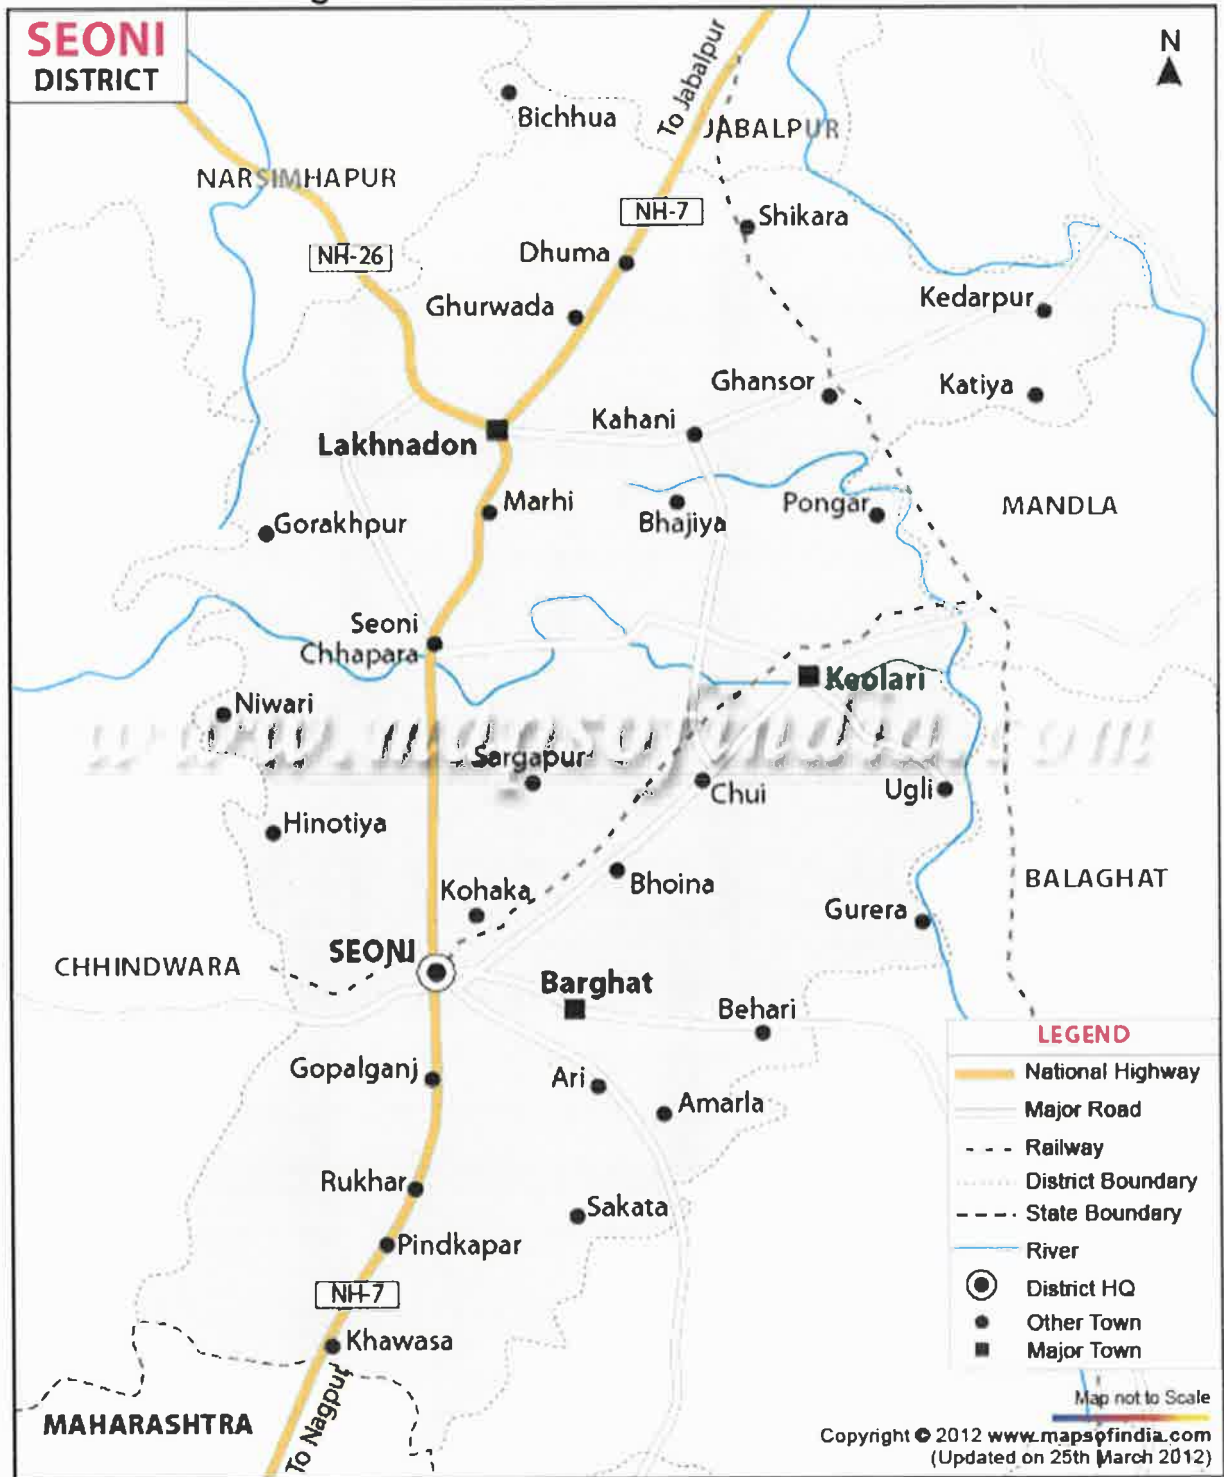 SEONI
DISTRICT
N
Bichhua
To Jabalpur
JABALPUR
NARSIMHAPUR
NH-7
Shikara
NH-26
Dhuma
Kedarpur
Ghurwada
Ghansor
Katiya
Kahani
Lakhnadon
Marhi
Bhajiya
Pongar
MANDLA
Gorakhpur
Seoni
Chhapara
Keolari
Niwari
www.mapsofindia.com
Sargapur
Chui
Ugli
Hinotiya
Bhoina
BALAGHAT
Kohaka
Gurera
SEONI
CHHINDWARA
Barghat
Behari
LEGEND
Gopalganj
Ari
National Highway
Amarla
Major Road
Railway
Rukhar
District Boundary
Sakata
State Boundary
Pindkapar
River
NH-7
District HQ
Other Town
Khawasa
Major Town
To Nagpur
MAHARASHTRA
Map not to Scale
Copyright © 2012 www.mapsofindia.com
(Updated on 25th March 2012)